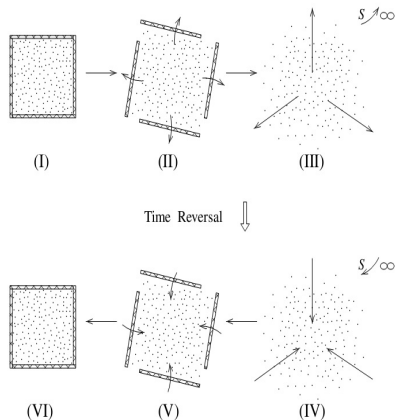 S ∞
(I) (II) (III)
Time Reversal
S ∞
(VI) (V) (IV)